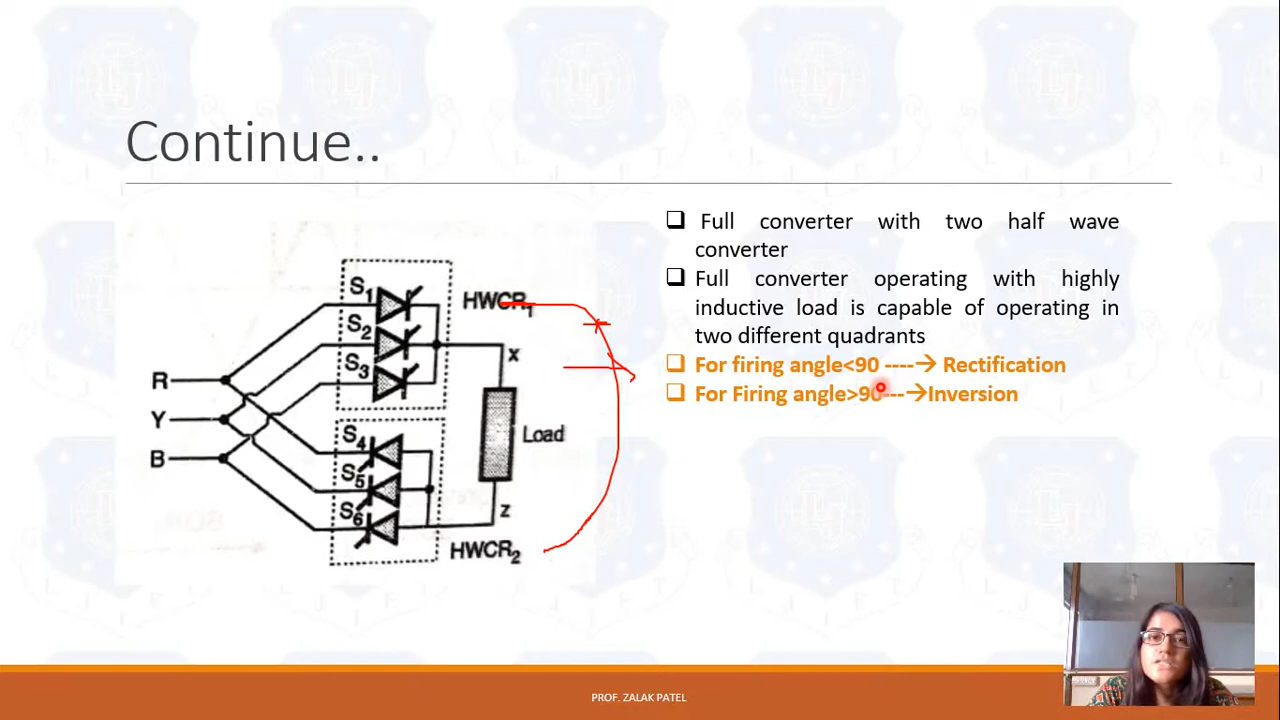 Continue..
S1
S2
S3
HWCR1
x
R
Y
B
Load
S4
S5
S6
z
HWCR2
❑ Full converter with two half wave
converter
❑ Full converter operating with highly
inductive load is capable of operating in
two different quadrants
❑ For firing angle<90 ----→ Rectification
❑ For Firing angle>90---→Inversion
PROF. ZALAK PATEL